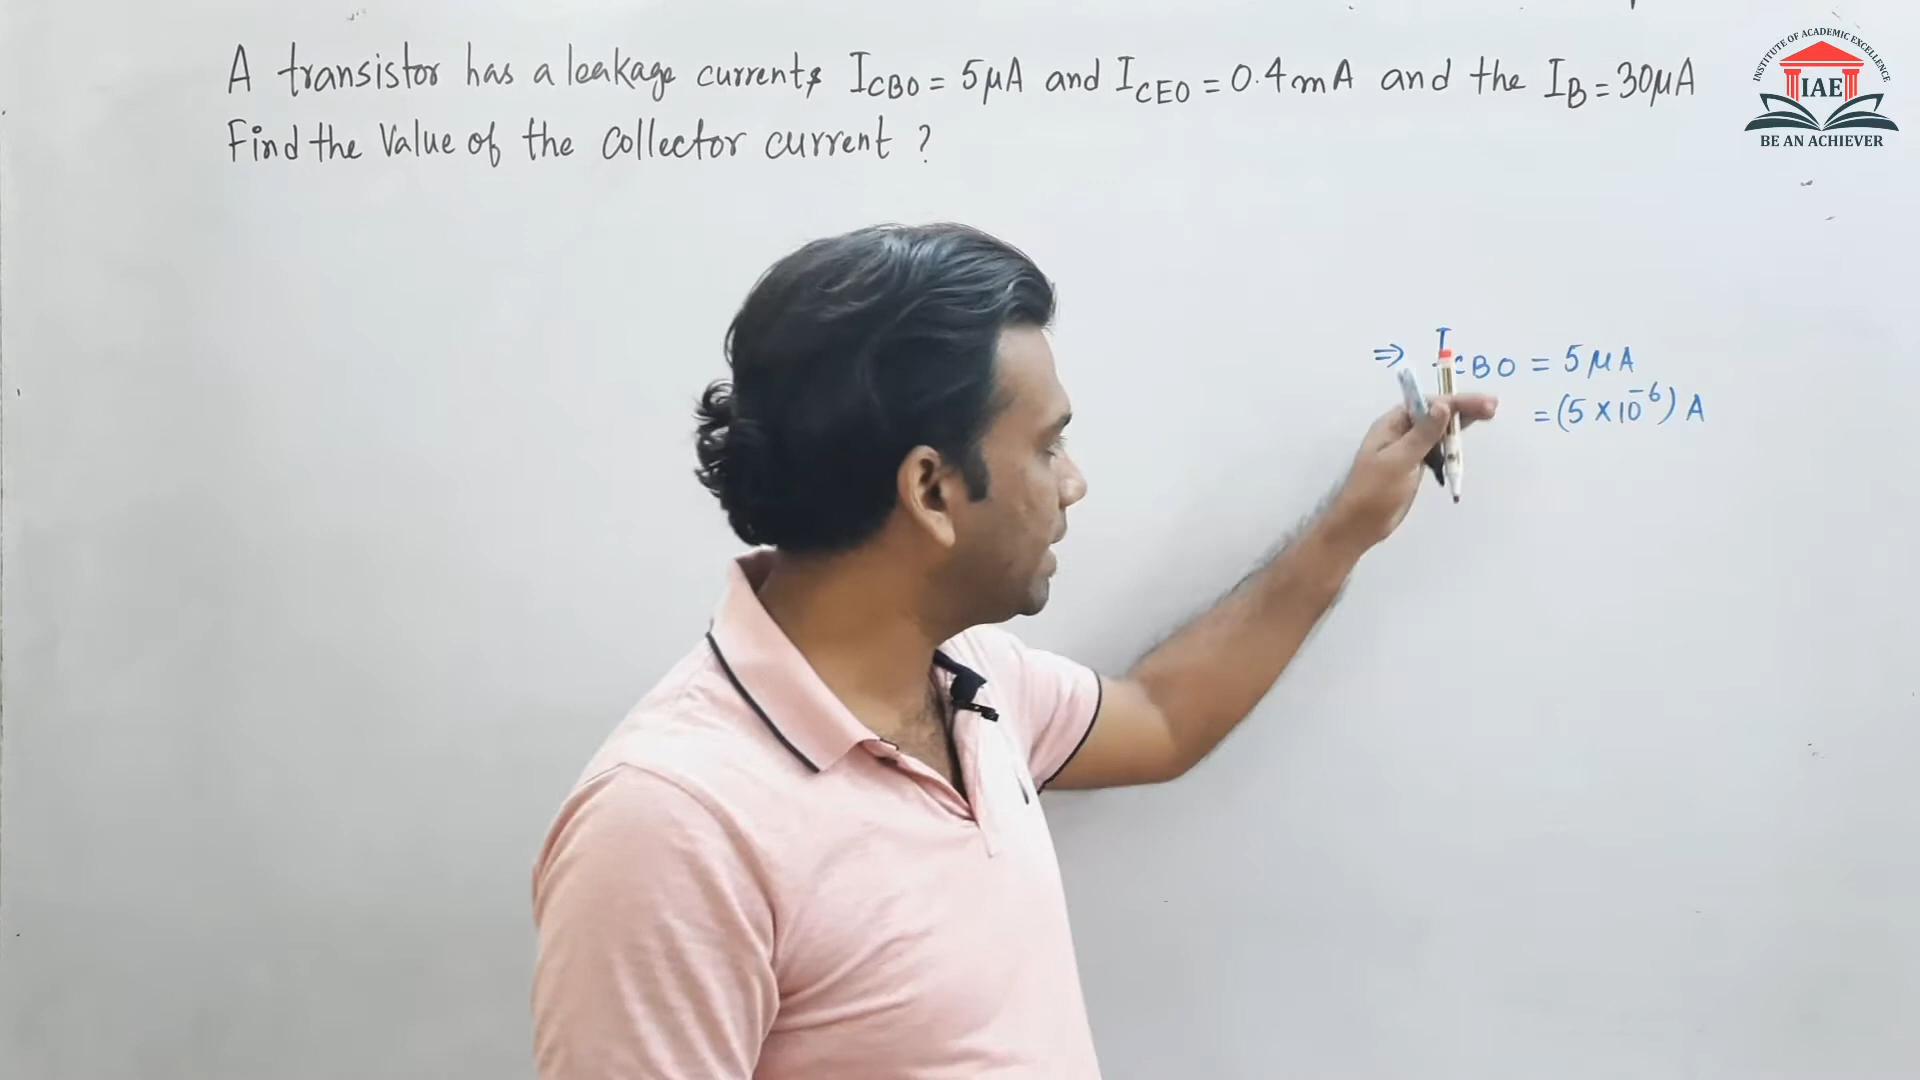 A transistor has a leakage current, ICBO = 5μA and ICEO = 0.4mA and the IB = 30μA
Find the Value of the collector current ?
INSTITUTE OF ACADEMIC EXCELLENCE
IAE
BE AN ACHIEVER
⇒ ICBO = 5μA
= (5 × 10⁻⁶) A